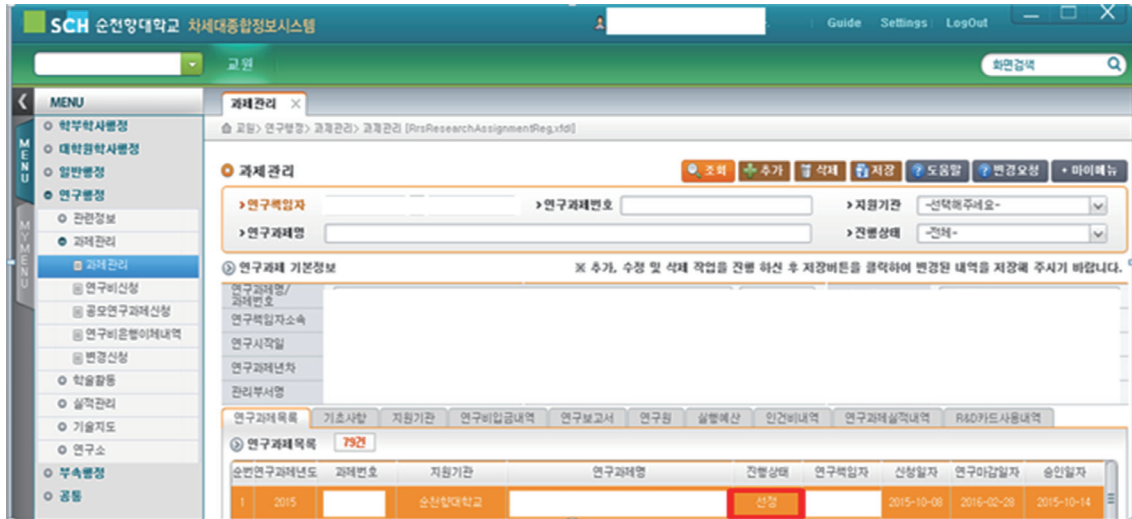 SCH 순천향대학교 차세대종합정보시스템
Guide Settings LogOut
교원
화면검색
MENU
과제관리
학부학사행정
교원> 연구행정> 과제관리> 과제관리 [RrsResearchAssignmentReg.xfdl]
대학원학사행정
일반행정
과제관리
조회 추가 삭제 저장 도움말 변경요청 + 마이메뉴
연구행정
관련정보
과제관리
과제관리
연구비신청
공모연구과제신청
연구비은행이체내역
변경신청
학술활동
실적관리
기술지도
연구소
부속행정
공통
MENU
MYMENU
연구책임자 연구과제번호 지원기관 -선택해주세요-
연구과제명 진행상태 -전체-
연구과제 기본정보 ※ 추가, 수정 및 삭제 작업을 진행 하신 후 저장버튼을 클릭하여 변경된 내역을 저장해 주시기 바랍니다.
연구과제명/
과제번호
연구책임자소속
연구시작일
연구과제년차
관리부서명
연구과제목록 기초사항 지원기관 연구비입금내역 연구보고서 연구원 실행예산 인건비내역 연구과제실적내역 R&D카드사용내역
연구과제목록 79건
순번 연구과제년도 과제번호 지원기관 연구과제명 진행상태 연구책임자 신청일자 연구마감일자 승인일자
1 2015 순천향대학교 선정 2015-10-08 2016-02-28 2015-10-14